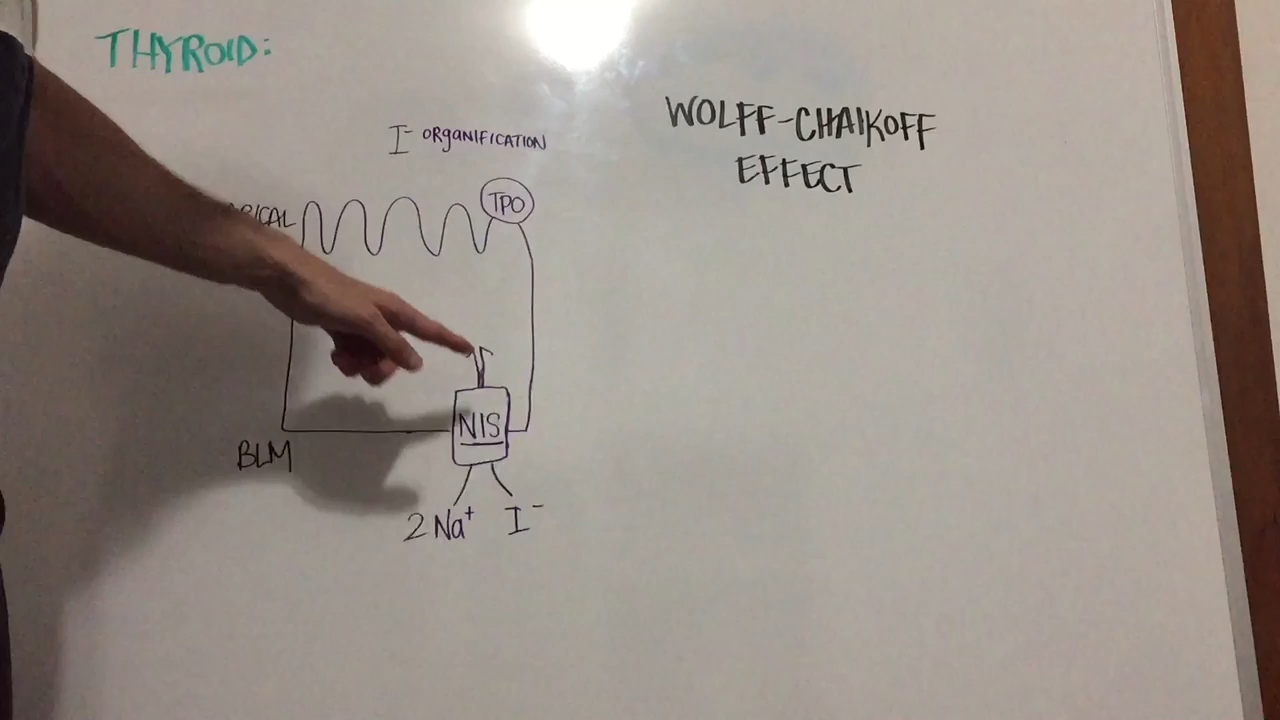 THYROID:
WOLFF-CHAIKOFF
EFFECT
I⁻ ORGANIFICATION
TPO
NIS
BLM
2 Na⁺ I⁻